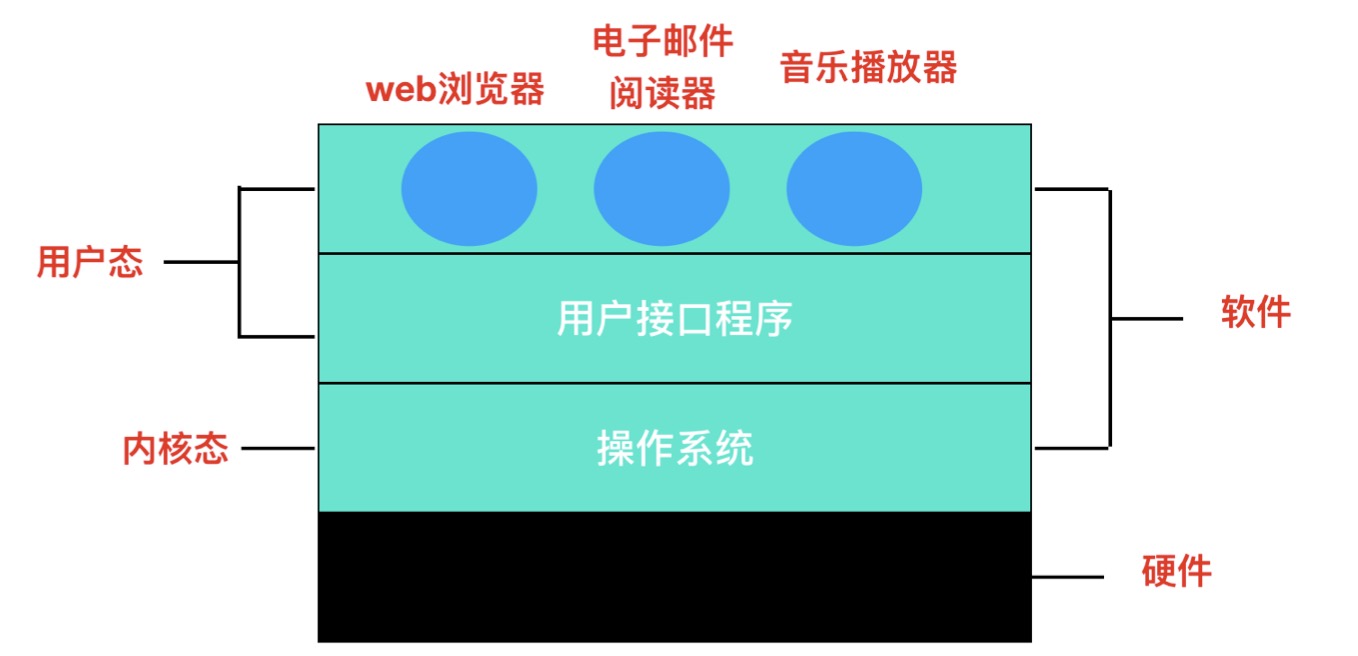 电子邮件
阅读器
web浏览器
音乐播放器
用户态
用户接口程序
软件
内核态
操作系统
硬件